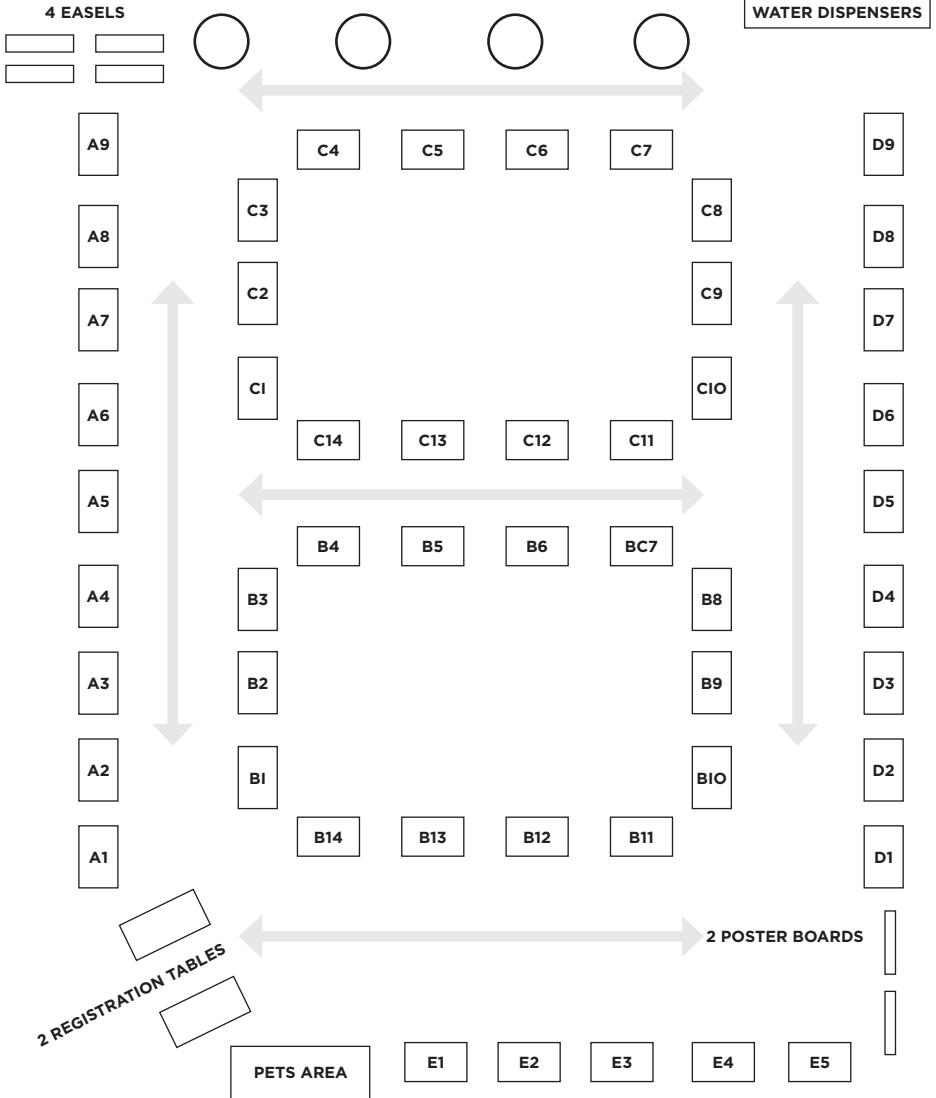 4 EASELS
WATER DISPENSERS
A9
C4
C5
C6
C7
D9
C3
C8
A8
D8
C2
C9
A7
D7
CI
CIO
A6
D6
C14
C13
C12
C11
A5
D5
B4
B5
B6
BC7
A4
B3
B8
D4
A3
B2
B9
D3
A2
BI
BIO
D2
B14
B13
B12
B11
A1
D1
2 POSTER BOARDS
2 REGISTRATION TABLES
PETS AREA
E1
E2
E3
E4
E5